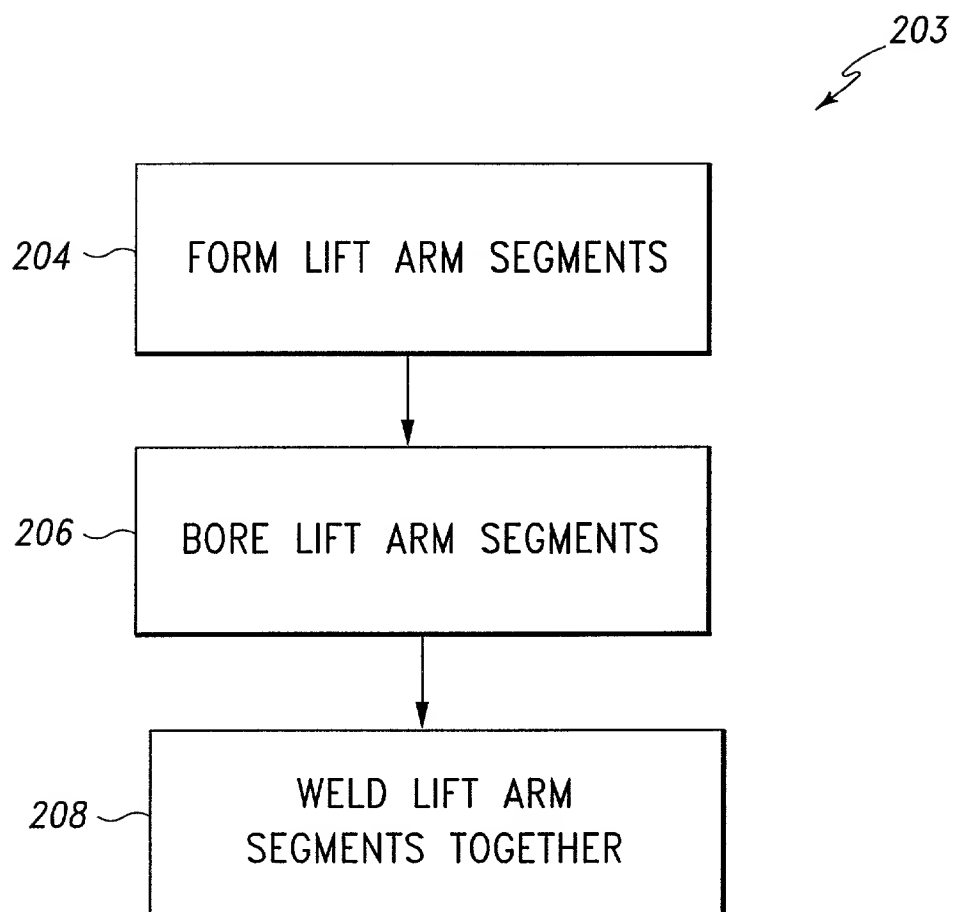 203
204
FORM LIFT ARM SEGMENTS
206
BORE LIFT ARM SEGMENTS
208
WELD LIFT ARM
SEGMENTS TOGETHER